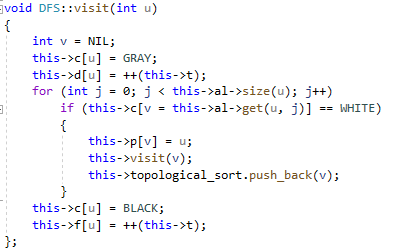 void DFS::visit(int u)
{
    int v = NIL;
    this->c[u] = GRAY;
    this->d[u] = ++(this->t);
    for (int j = 0; j < this->al->size(u); j++)
        if (this->c[v = this->al->get(u, j)] == WHITE)
        {
            this->p[v] = u;
            this->visit(v);
            this->topological_sort.push_back(v);
        }
    this->c[u] = BLACK;
    this->f[u] = ++(this->t);
};